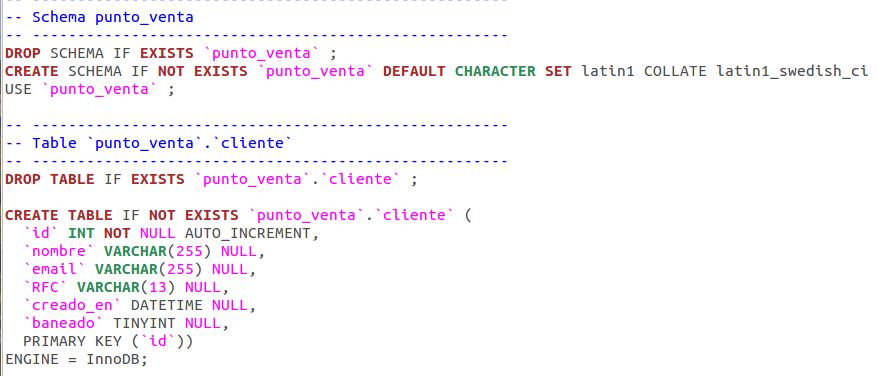 -- -----------------------------------------------------
-- Schema punto_venta
-- -----------------------------------------------------
DROP SCHEMA IF EXISTS `punto_venta` ;
CREATE SCHEMA IF NOT EXISTS `punto_venta` DEFAULT CHARACTER SET latin1 COLLATE latin1_swedish_ci
USE `punto_venta` ;

-- -----------------------------------------------------
-- Table `punto_venta`.`cliente`
-- -----------------------------------------------------
DROP TABLE IF EXISTS `punto_venta`.`cliente` ;

CREATE TABLE IF NOT EXISTS `punto_venta`.`cliente` (
  `id` INT NOT NULL AUTO_INCREMENT,
  `nombre` VARCHAR(255) NULL,
  `email` VARCHAR(255) NULL,
  `RFC` VARCHAR(13) NULL,
  `creado_en` DATETIME NULL,
  `baneado` TINYINT NULL,
  PRIMARY KEY (`id`))
ENGINE = InnoDB;